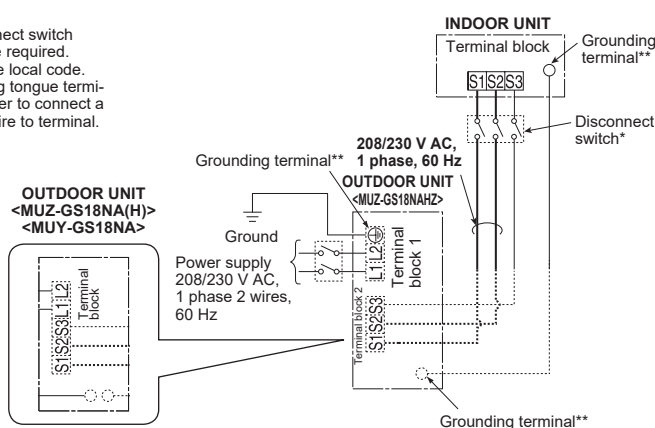 nect switch
e required.
e local code.
g tongue termi-
er to connect a
ire to terminal.
INDOOR UNIT
Terminal block
Grounding
terminal**
S1 S2 S3
Disconnect
switch*
208/230 V AC,
1 phase, 60 Hz
Grounding terminal**
OUTDOOR UNIT
<MUZ-GS18NAHZ>
OUTDOOR UNIT
<MUZ-GS18NA(H)>
<MUY-GS18NA>
Ground
Power supply
208/230 V AC,
1 phase 2 wires,
60 Hz
L1 L2
Terminal
block 1
Terminal block 2
S1 S2 S3
S1 S2 S3 L1 L2
Terminal
block
Grounding terminal**